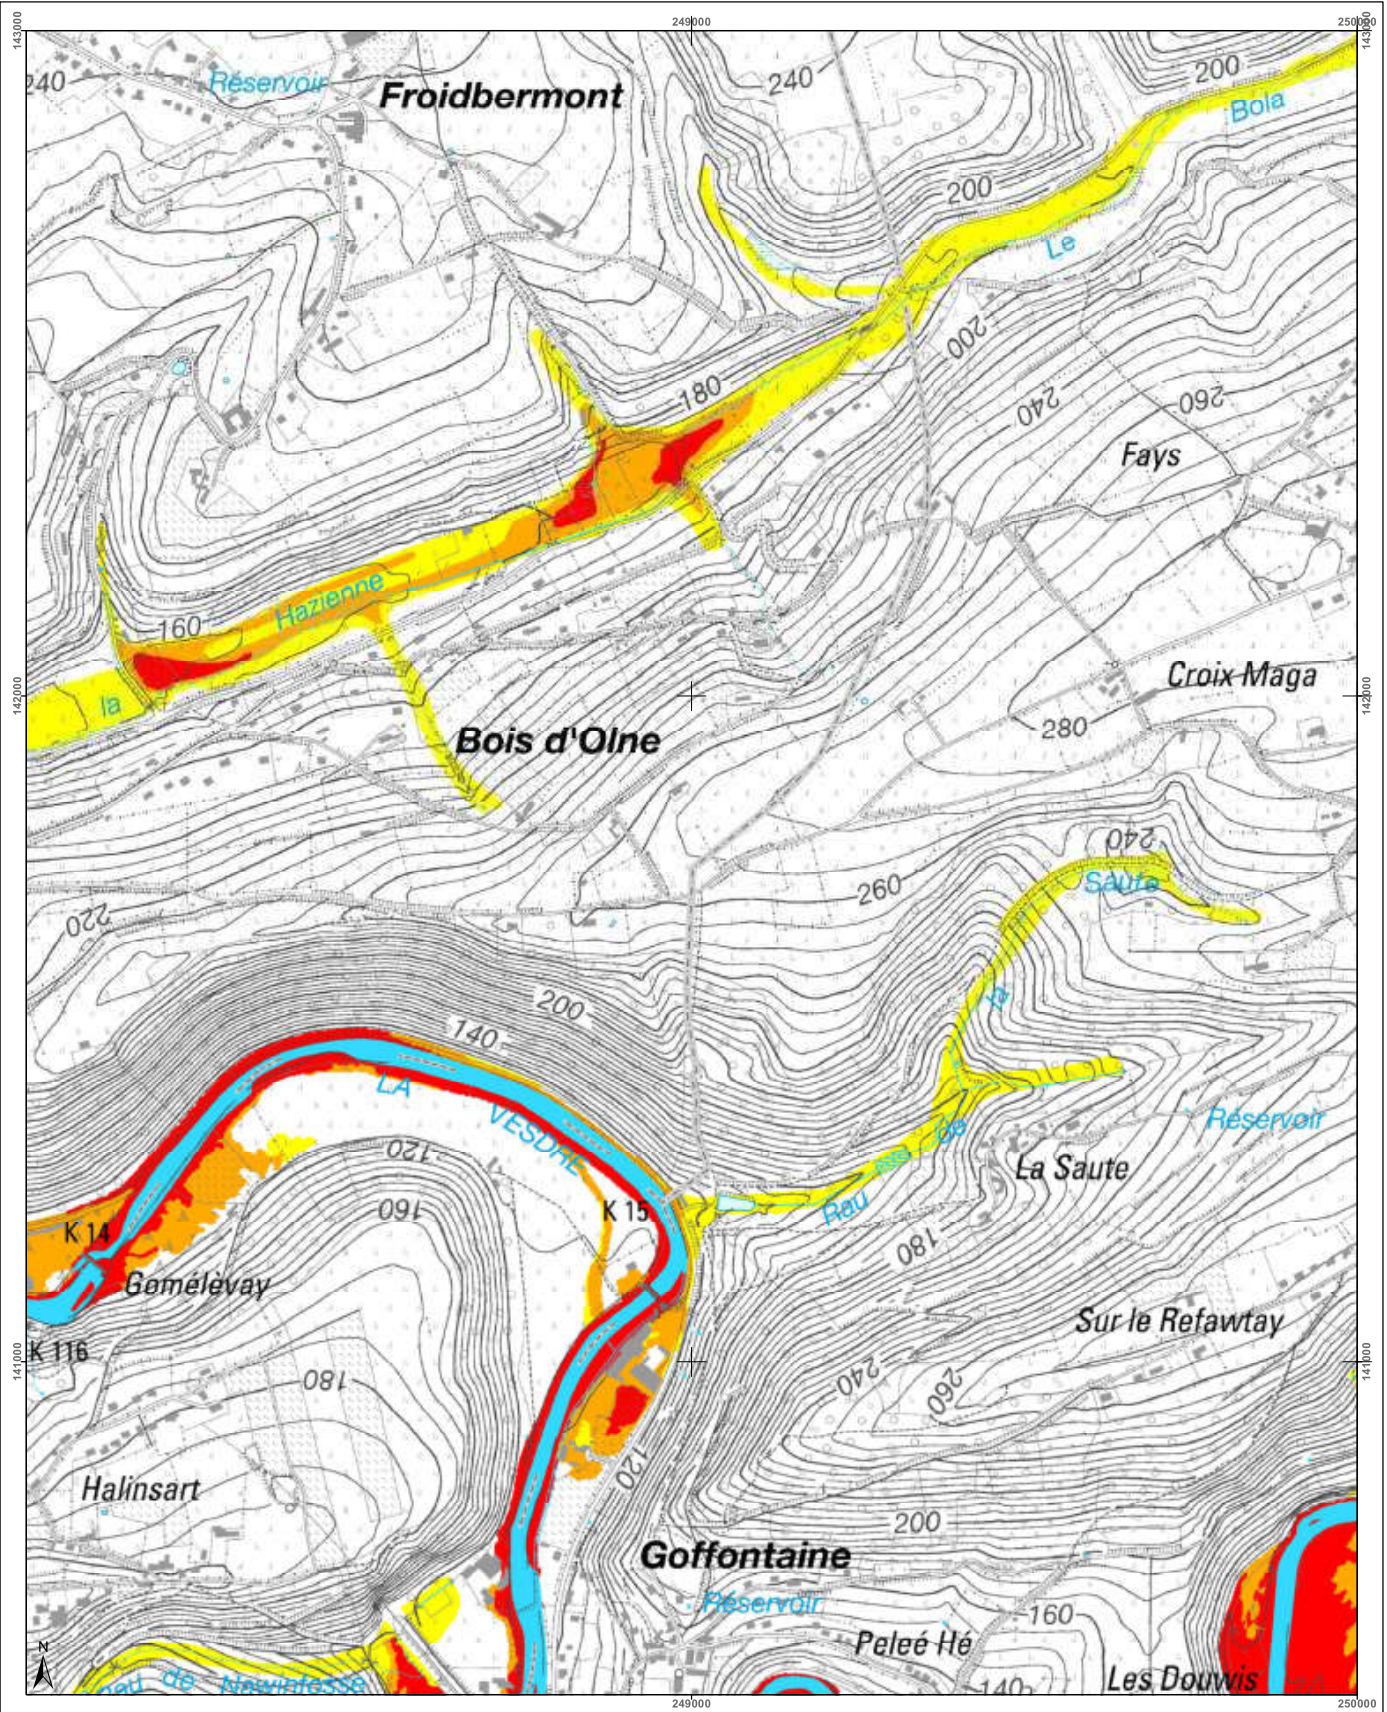 249000
250000
143000
143000
240
Réservoir
Froidbermont
240
200
Bola
200
Le
200
180
240
260
Fays
Hazienne
160
Croix Maga
142000
la
142000
Bois d'Olne
280
240
260
Saute
220
200
la
140
LA
VESDRE
Réservoir
120
de
La Saute
160
K 15
Rau
K 14
180
Gomélèvay
Sur le Refawtay
K 116
141000
141000
180
240
260
120
Halinsart
200
Goffontaine
Réservoir
160
Peleé Hé
N
Les Douwis
de Nawinfosse
140
249000
250000